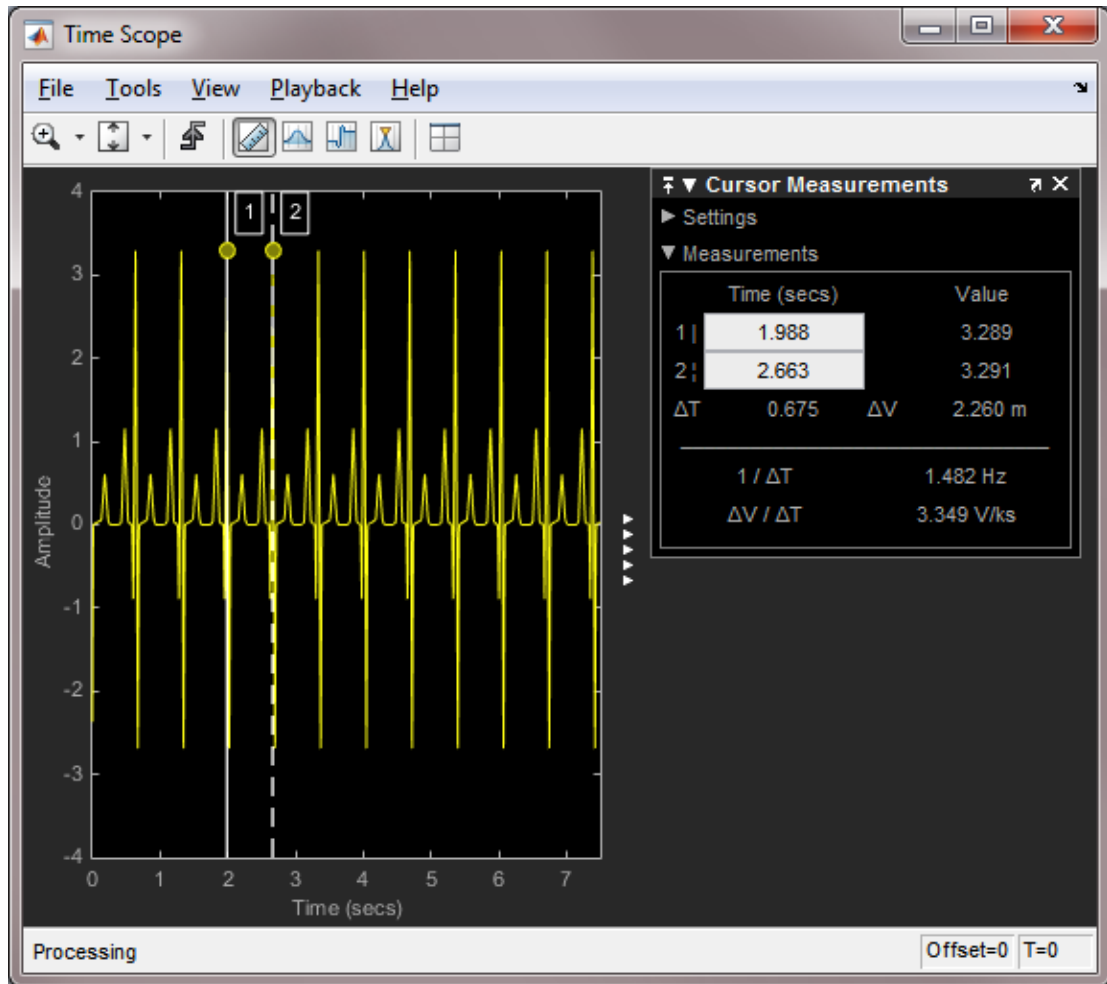 Time Scope
File Tools View Playback Help
4
3
2
1
0
-1
-2
-3
-4
Amplitude
1 2
0 1 2 3 4 5 6 7
Time (secs)
Cursor Measurements
Settings
Measurements
Time (secs) Value
1 | 1.988 3.289
2 ¦ 2.663 3.291
ΔT 0.675 ΔV 2.260 m
1 / ΔT 1.482 Hz
ΔV / ΔT 3.349 V/ks
Processing Offset=0 T=0